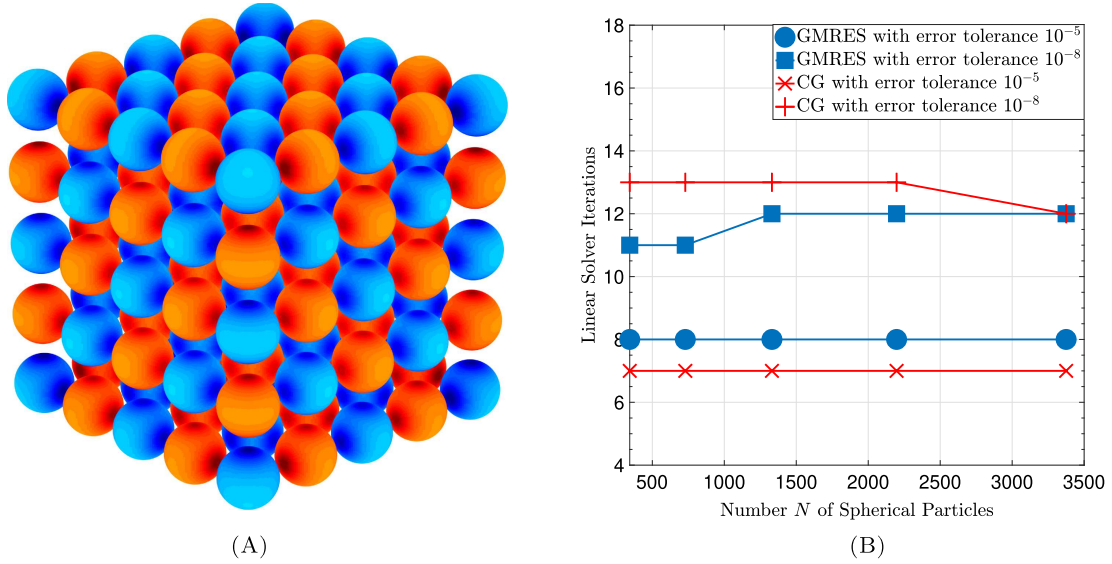 GMRES with error tolerance 10⁻⁵
GMRES with error tolerance 10⁻⁸
CG with error tolerance 10⁻⁵
CG with error tolerance 10⁻⁸
18
16
14
12
10
8
6
4
Linear Solver Iterations
500 1000 1500 2000 2500 3000 3500
Number N of Spherical Particles
(A)
(B)